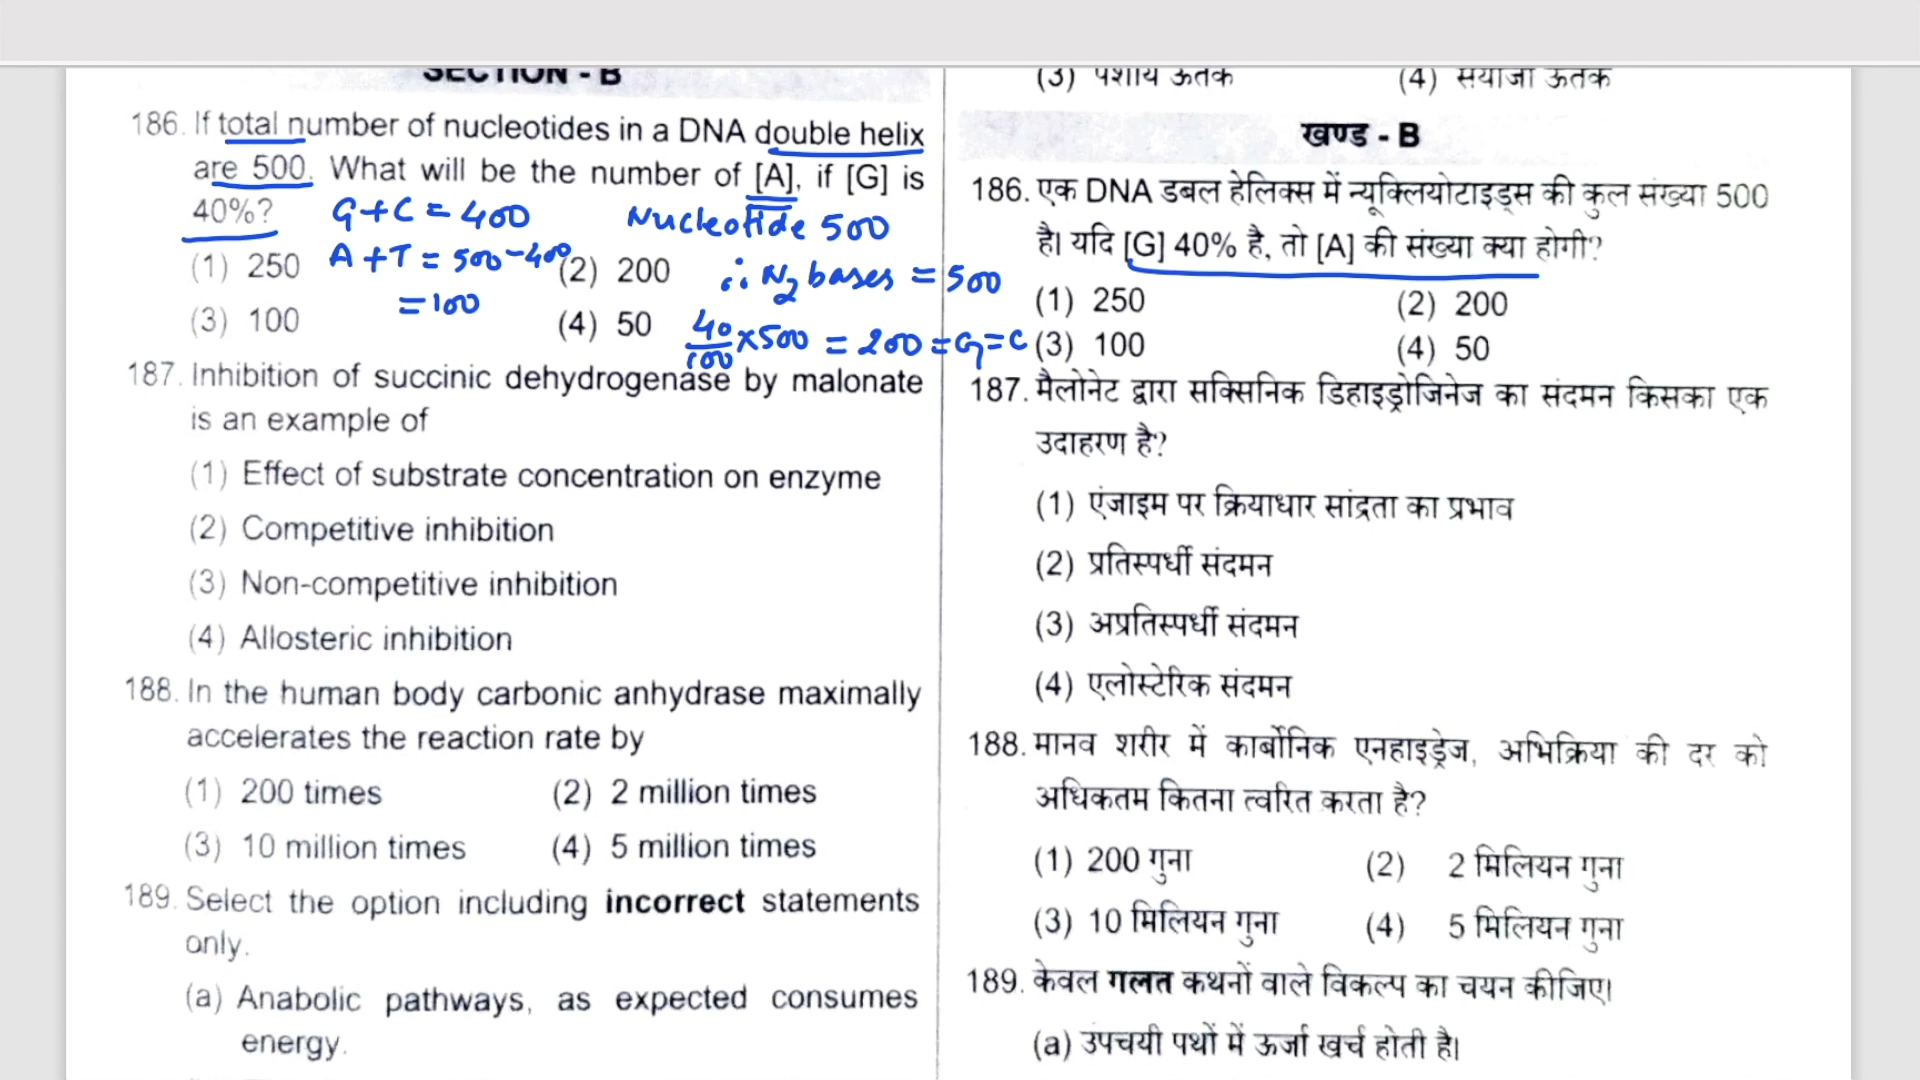 SECTION - B
186. If total number of nucleotides in a DNA double helix
are 500. What will be the number of [A], if [G] is
40%?
G+C = 400
Nucleotide 500
A+T = 500-400
(1) 250
(2) 200
∴ N2 bases = 500
= 100
(3) 100
(4) 50
40/100 × 500 = 200 = G = C
187. Inhibition of succinic dehydrogenase by malonate
is an example of
(1) Effect of substrate concentration on enzyme
(2) Competitive inhibition
(3) Non-competitive inhibition
(4) Allosteric inhibition
188. In the human body carbonic anhydrase maximally
accelerates the reaction rate by
(1) 200 times (2) 2 million times
(3) 10 million times (4) 5 million times
189. Select the option including incorrect statements
only.
(a) Anabolic pathways, as expected consumes
energy.
(3) पेशीय ऊतक (4) संयोजी ऊतक
खण्ड - B
186. एक DNA डबल हेलिक्स में न्यूक्लियोटाइड्स की कुल संख्या 500
है। यदि [G] 40% है, तो [A] की संख्या क्या होगी?
(1) 250 (2) 200
(3) 100 (4) 50
187. मैलोनेट द्वारा सक्सिनिक डिहाइड्रोजिनेज का संदमन किसका एक
उदाहरण है?
(1) एंजाइम पर क्रियाधार सांद्रता का प्रभाव
(2) प्रतिस्पर्धी संदमन
(3) अप्रतिस्पर्धी संदमन
(4) एलोस्टेरिक संदमन
188. मानव शरीर में कार्बोनिक एनहाइड्रेज, अभिक्रिया की दर को
अधिकतम कितना त्वरित करता है?
(1) 200 गुना (2) 2 मिलियन गुना
(3) 10 मिलियन गुना (4) 5 मिलियन गुना
189. केवल गलत कथनों वाले विकल्प का चयन कीजिए।
(a) उपचयी पथों में ऊर्जा खर्च होती है।